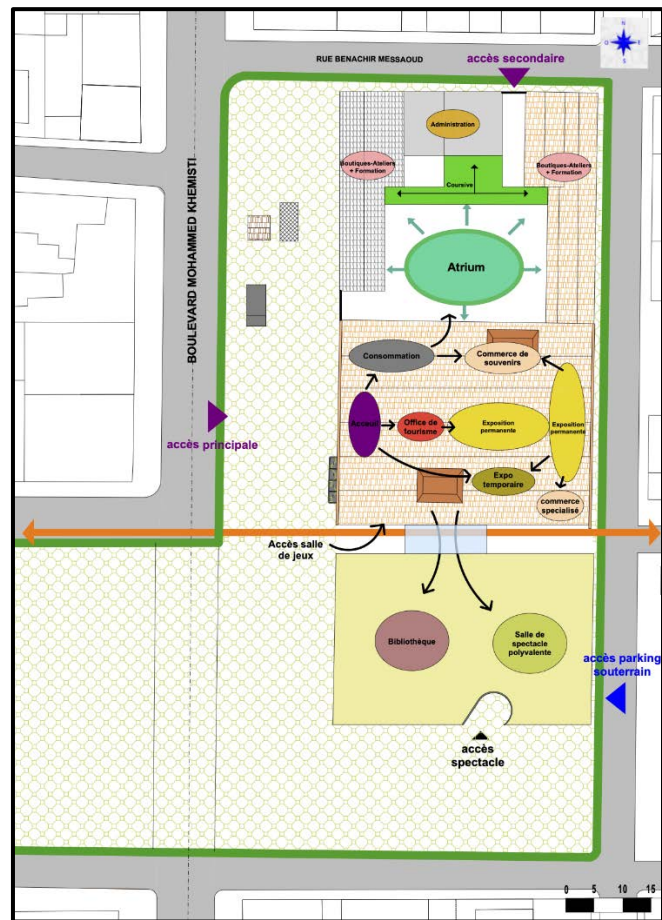 N
O
E
S
RUE BENACHIR MESSAOUD
accès secondaire
BOULEVARD MOHAMMED KHEMISTI
Administration
Boutiques-Ateliers
+ Formation
Boutiques-Ateliers
+ Formation
Coursive
Atrium
Consommation
Commerce de
souvenirs
accès principale
Acceuil
Office de
tourisme
Exposition
permanente
Exposition
permanente
Expo
temporaire
commerce
specialisé
Accès salle
de jeux
Bibliothéque
Salle de
spectacle
polyvalente
accès parking
souterrain
accès
spectacle
0 5 10 15